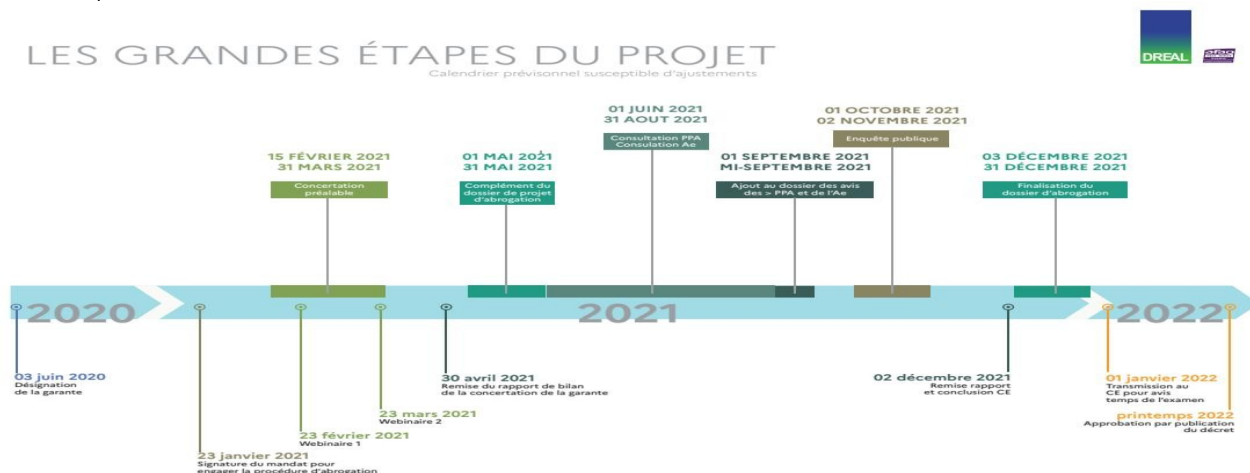 LES GRANDES ÉTAPES DU PROJET
Calendrier prévisonnel susceptible d'ajustements
DREAL
01 JUIN 2021
31 AOUT 2021
Consultation PPA
Consulation Ae
01 OCTOBRE 2021
02 NOVEMBRE 2021
Enquête publique
15 FÉVRIER 2021
31 MARS 2021
Concertation
préalable
01 MAI 2021
31 MAI 2021
Complément du
dossier de projet
d'abrogation
01 SEPTEMBRE 2021
MI-SEPTEMBRE 2021
Ajout au dossier des avis
des > PPA et de l'Ae
03 DÉCEMBRE 2021
31 DÉCEMBRE 2021
Finalisation du
dossier d'abrogation
2020
2021
2022
03 juin 2020
Désignation
de la garante
30 avril 2021
Remise du rapport de bilan
de la concertation de la garante
02 décembre 2021
Remise rapport
et conclusion CE
01 janvier 2022
Transmission au
CE pour avis
temps de l'examen
23 mars 2021
Webinaire 2
printemps 2022
Approbation par publication
du décret
23 février 2021
Webinaire 1
23 janvier 2021
Signature du mandat pour
engager la procédure d'abrogation